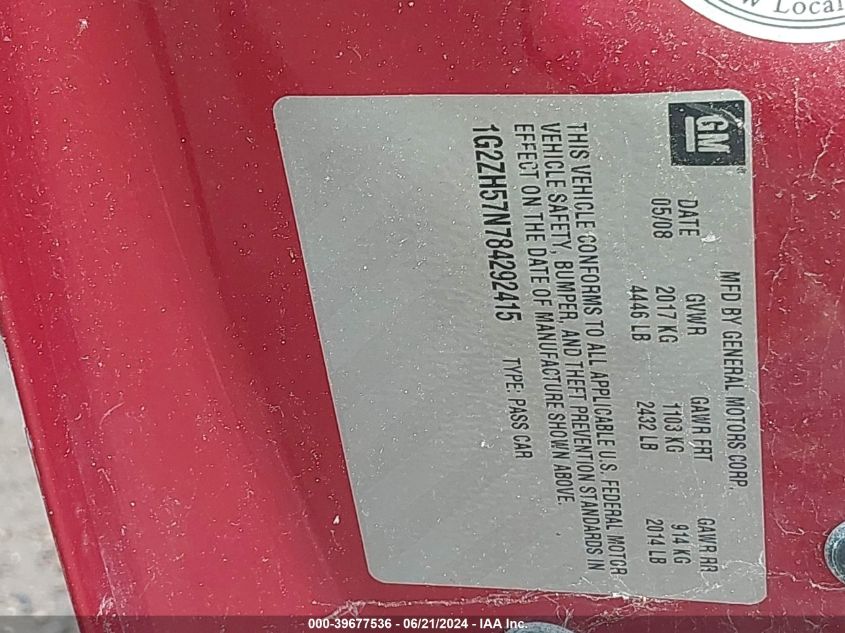 W Local
GM
MFD BY GENERAL MOTORS CORP.
DATE GVWR GAWR FRT GAWR RR
05/08 2017 KG 1103 KG 914 KG
4446 LB 2432 LB 2014 LB
THIS VEHICLE CONFORMS TO ALL APPLICABLE U.S. FEDERAL MOTOR
VEHICLE SAFETY, BUMPER, AND THEFT PREVENTION STANDARDS IN
EFFECT ON THE DATE OF MANUFACTURE SHOWN ABOVE.
1G2ZH57N784292415 TYPE: PASS CAR
000-39677536 - 06/21/2024 - IAA Inc.